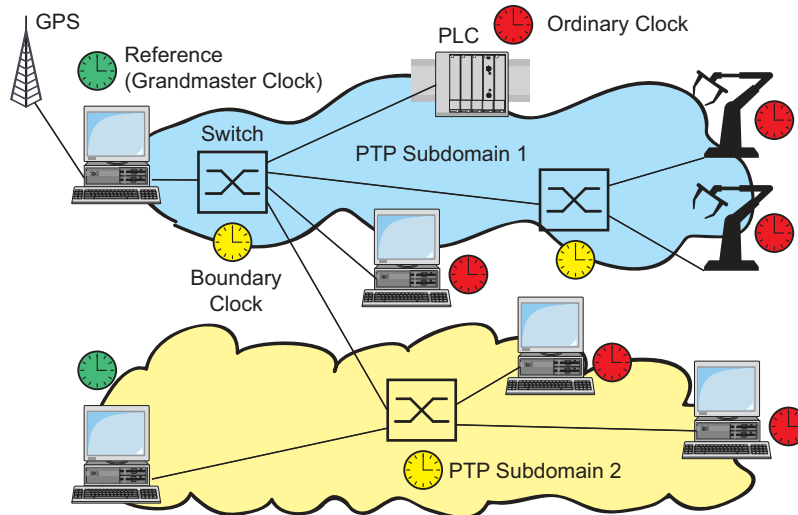 GPS
Reference
(Grandmaster Clock)
PLC
Ordinary Clock
Switch
PTP Subdomain 1
Boundary
Clock
PTP Subdomain 2